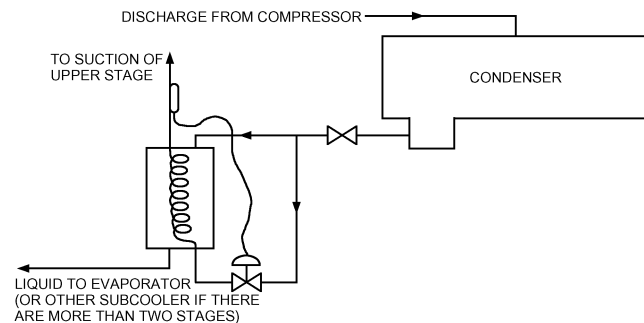 DISCHARGE FROM COMPRESSOR
TO SUCTION OF
UPPER STAGE
CONDENSER
LIQUID TO EVAPORATOR
(OR OTHER SUBCOOLER IF THERE
ARE MORE THAN TWO STAGES)